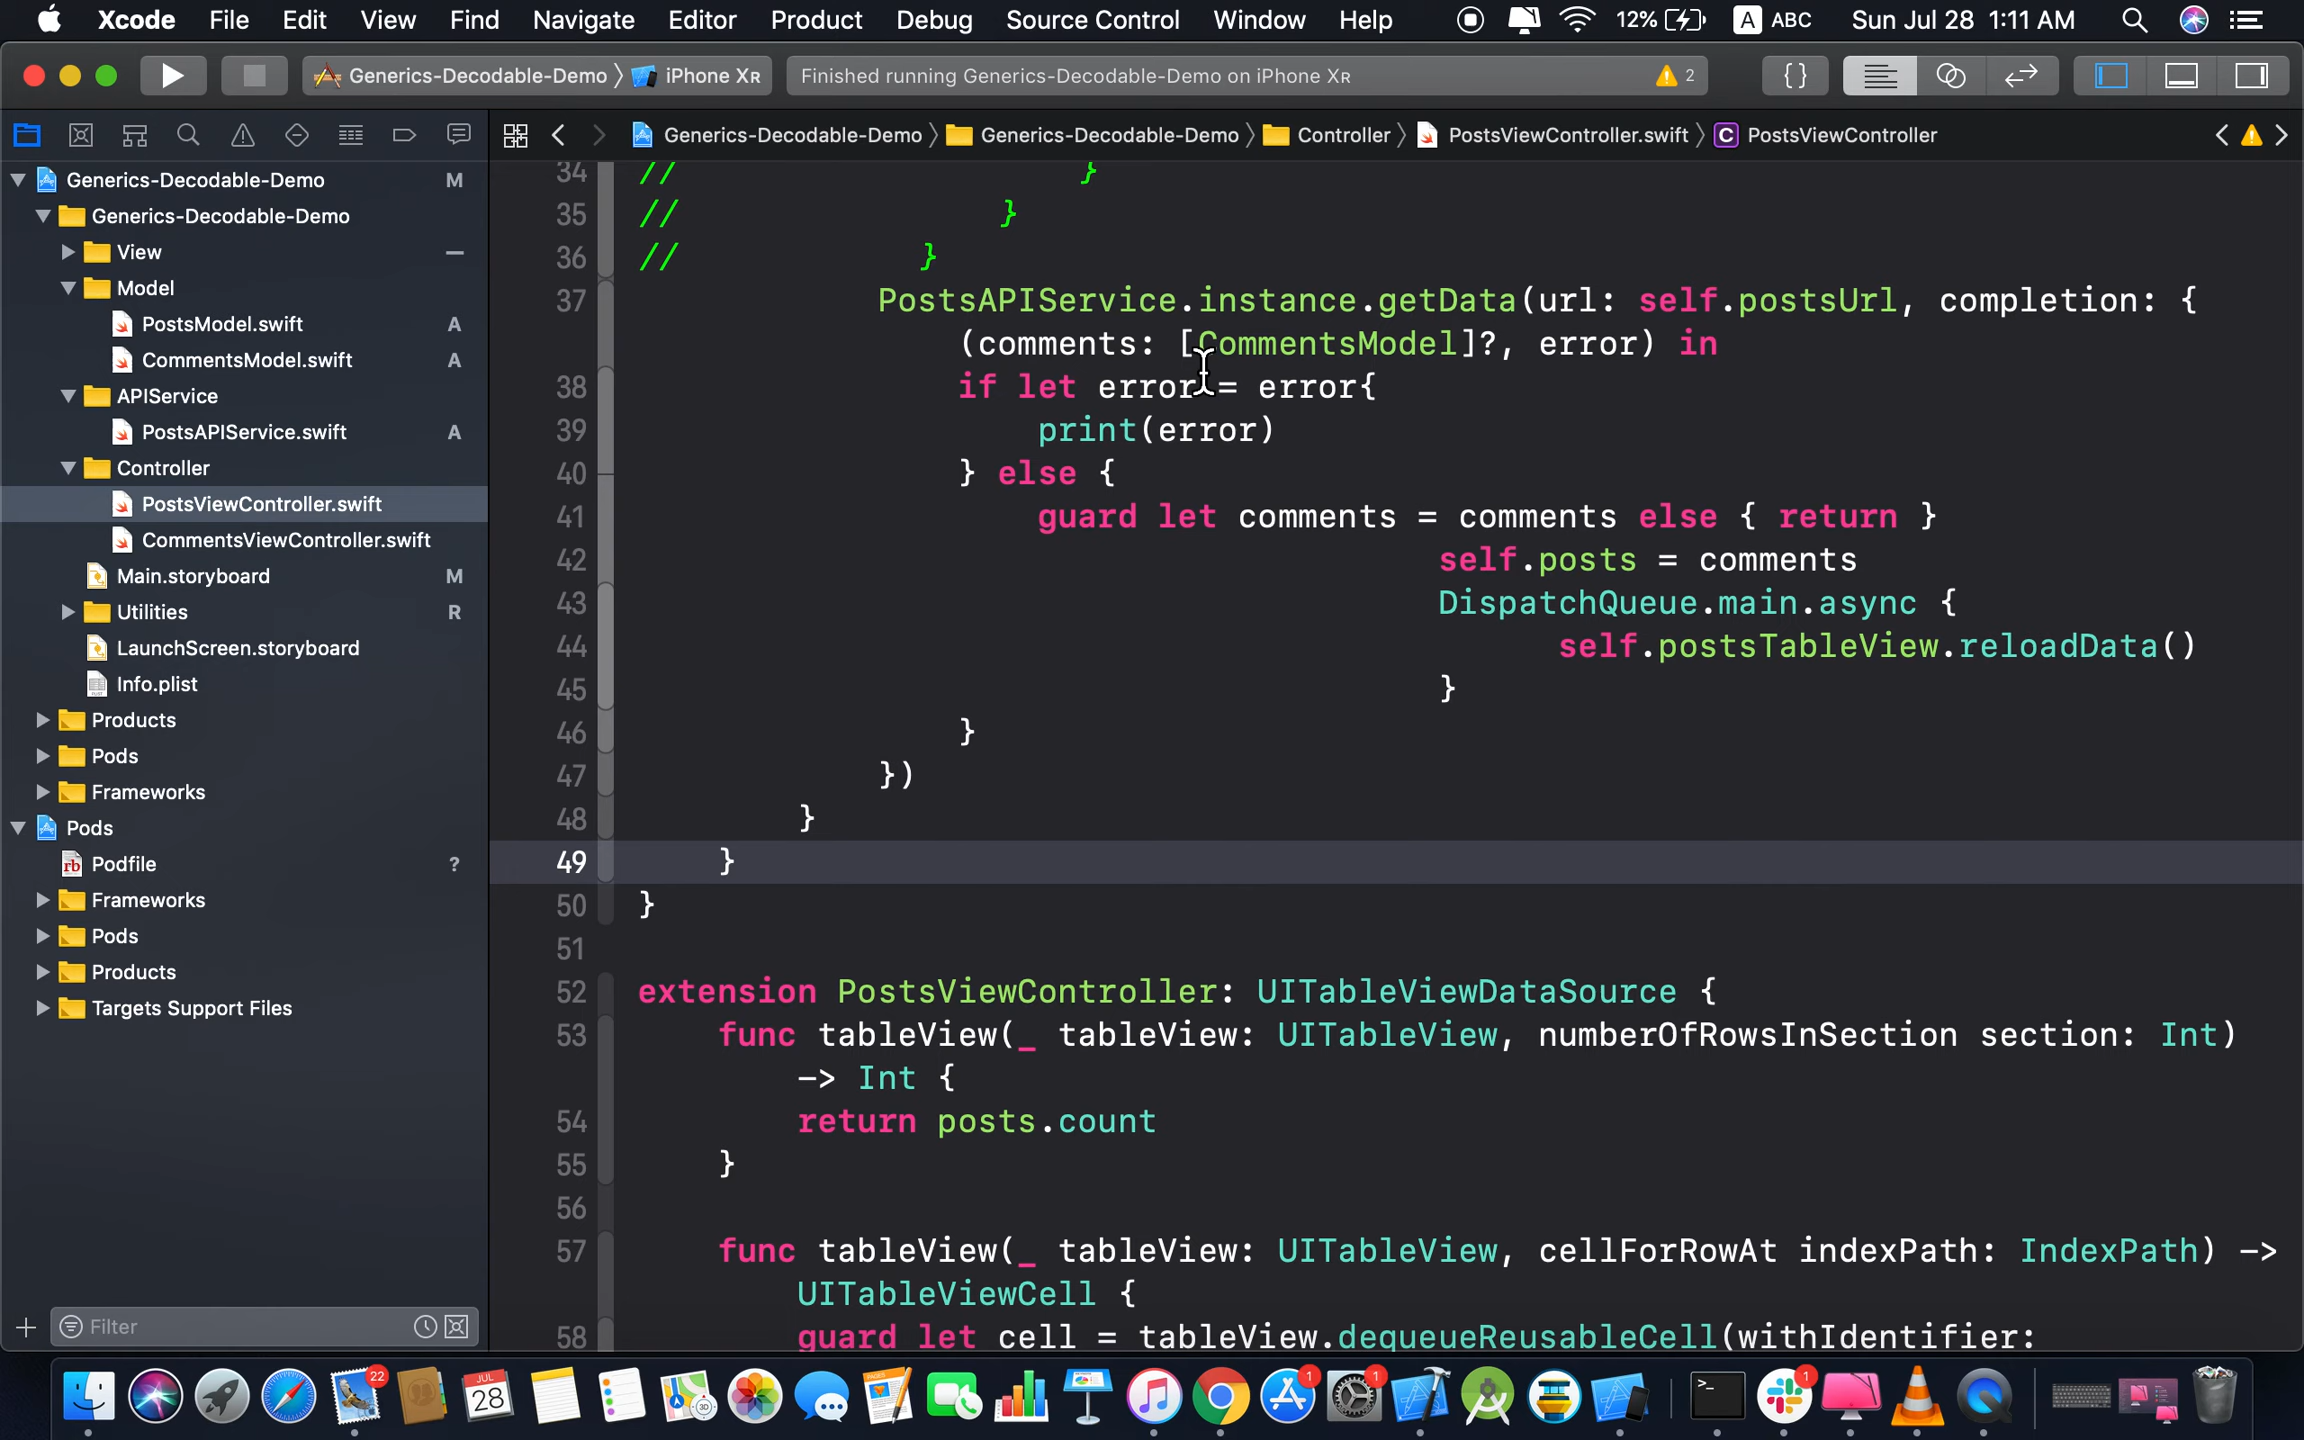 Xcode File Edit View Find Navigate Editor Product Debug Source Control Window Help 12% A ABC Sun Jul 28 1:11 AM
Generics-Decodable-Demo 〉 iPhone XR Finished running Generics-Decodable-Demo on iPhone XR 2 {}
Generics-Decodable-Demo 〉 Generics-Decodable-Demo 〉 Controller 〉 PostsViewController.swift 〉 C PostsViewController
Generics-Decodable-Demo M
Generics-Decodable-Demo
View
Model
PostsModel.swift A
CommentsModel.swift A
APIService
PostsAPIService.swift A
Controller
PostsViewController.swift
CommentsViewController.swift
Main.storyboard M
Utilities R
LaunchScreen.storyboard
Info.plist
Products
Pods
Frameworks
Pods
rb Podfile ?
Frameworks
Pods
Products
Targets Support Files
Filter
34 // }
35 // }
36 // }
37 PostsAPIService.instance.getData(url: self.postsUrl, completion: {
(comments: [CommentsModel]?, error) in
38 if let error = error{
39 print(error)
40 } else {
41 guard let comments = comments else { return }
42 self.posts = comments
43 DispatchQueue.main.async {
44 self.postsTableView.reloadData()
45 }
46 }
47 })
48 }
49 }
50 }
51
52 extension PostsViewController: UITableViewDataSource {
53 func tableView(_ tableView: UITableView, numberOfRowsInSection section: Int)
-> Int {
54 return posts.count
55 }
56
57 func tableView(_ tableView: UITableView, cellForRowAt indexPath: IndexPath) ->
UITableViewCell {
58 guard let cell = tableView.dequeueReusableCell(withIdentifier:
22 JUL 28 3D 1 1 >_ 1